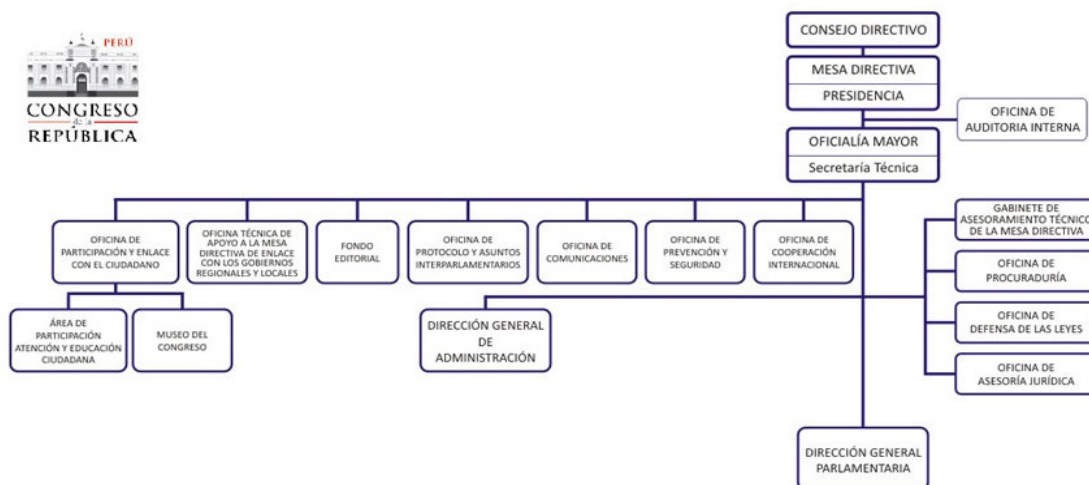 PERÚ
CONGRESO
de la
REPÚBLICA
CONSEJO DIRECTIVO
MESA DIRECTIVA
PRESIDENCIA
OFICINA DE
AUDITORIA INTERNA
OFICIALÍA MAYOR
Secretaría Técnica
OFICINA DE
PARTICIPACIÓN Y ENLACE
CON EL CIUDADANO
OFICINA TÉCNICA DE
APOYO A LA MESA
DIRECTIVA DE ENLACE
CON LOS GOBIERNOS
REGIONALES Y LOCALES
FONDO
EDITORIAL
OFICINA DE
PROTOCOLO Y ASUNTOS
INTERPARLAMENTARIOS
OFICINA DE
COMUNICACIONES
OFICINA DE
PREVENCIÓN Y
SEGURIDAD
OFICINA DE
COOPERACIÓN
INTERNACIONAL
GABINETE DE
ASESORAMIENTO TÉCNICO
DE LA MESA DIRECTIVA
OFICINA DE
PROCURADURÍA
OFICINA DE
DEFENSA DE LAS LEYES
OFICINA DE
ASESORÍA JURÍDICA
ÁREA DE
PARTICIPACIÓN
ATENCIÓN Y EDUCACIÓN
CIUDADANA
MUSEO DEL
CONGRESO
DIRECCIÓN GENERAL
DE
ADMINISTRACIÓN
DIRECCIÓN GENERAL
PARLAMENTARIA